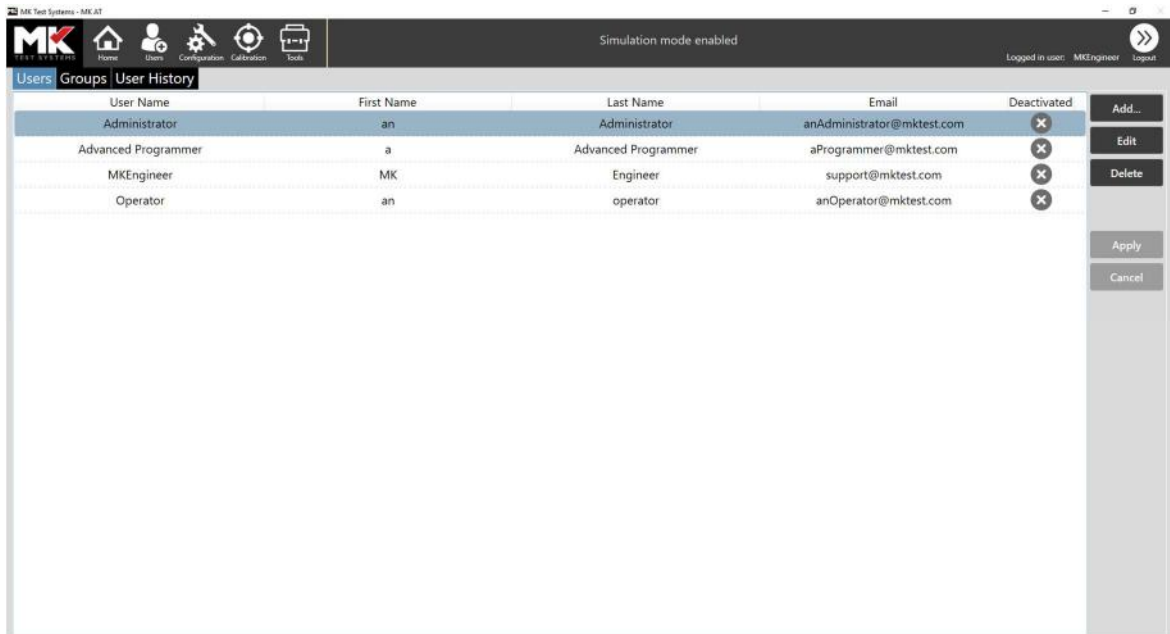 MK Test Systems - MK AT
MK
TEST SYSTEMS
Home
Users
Configuration
Calibration
Tools
Simulation mode enabled
Logged in user: MKEngineer
Logout
Users Groups User History
User Name First Name Last Name Email Deactivated
Administrator an Administrator anAdministrator@mktest.com
Advanced Programmer a Advanced Programmer aProgrammer@mktest.com
MKEngineer MK Engineer support@mktest.com
Operator an operator anOperator@mktest.com
Add...
Edit
Delete
Apply
Cancel